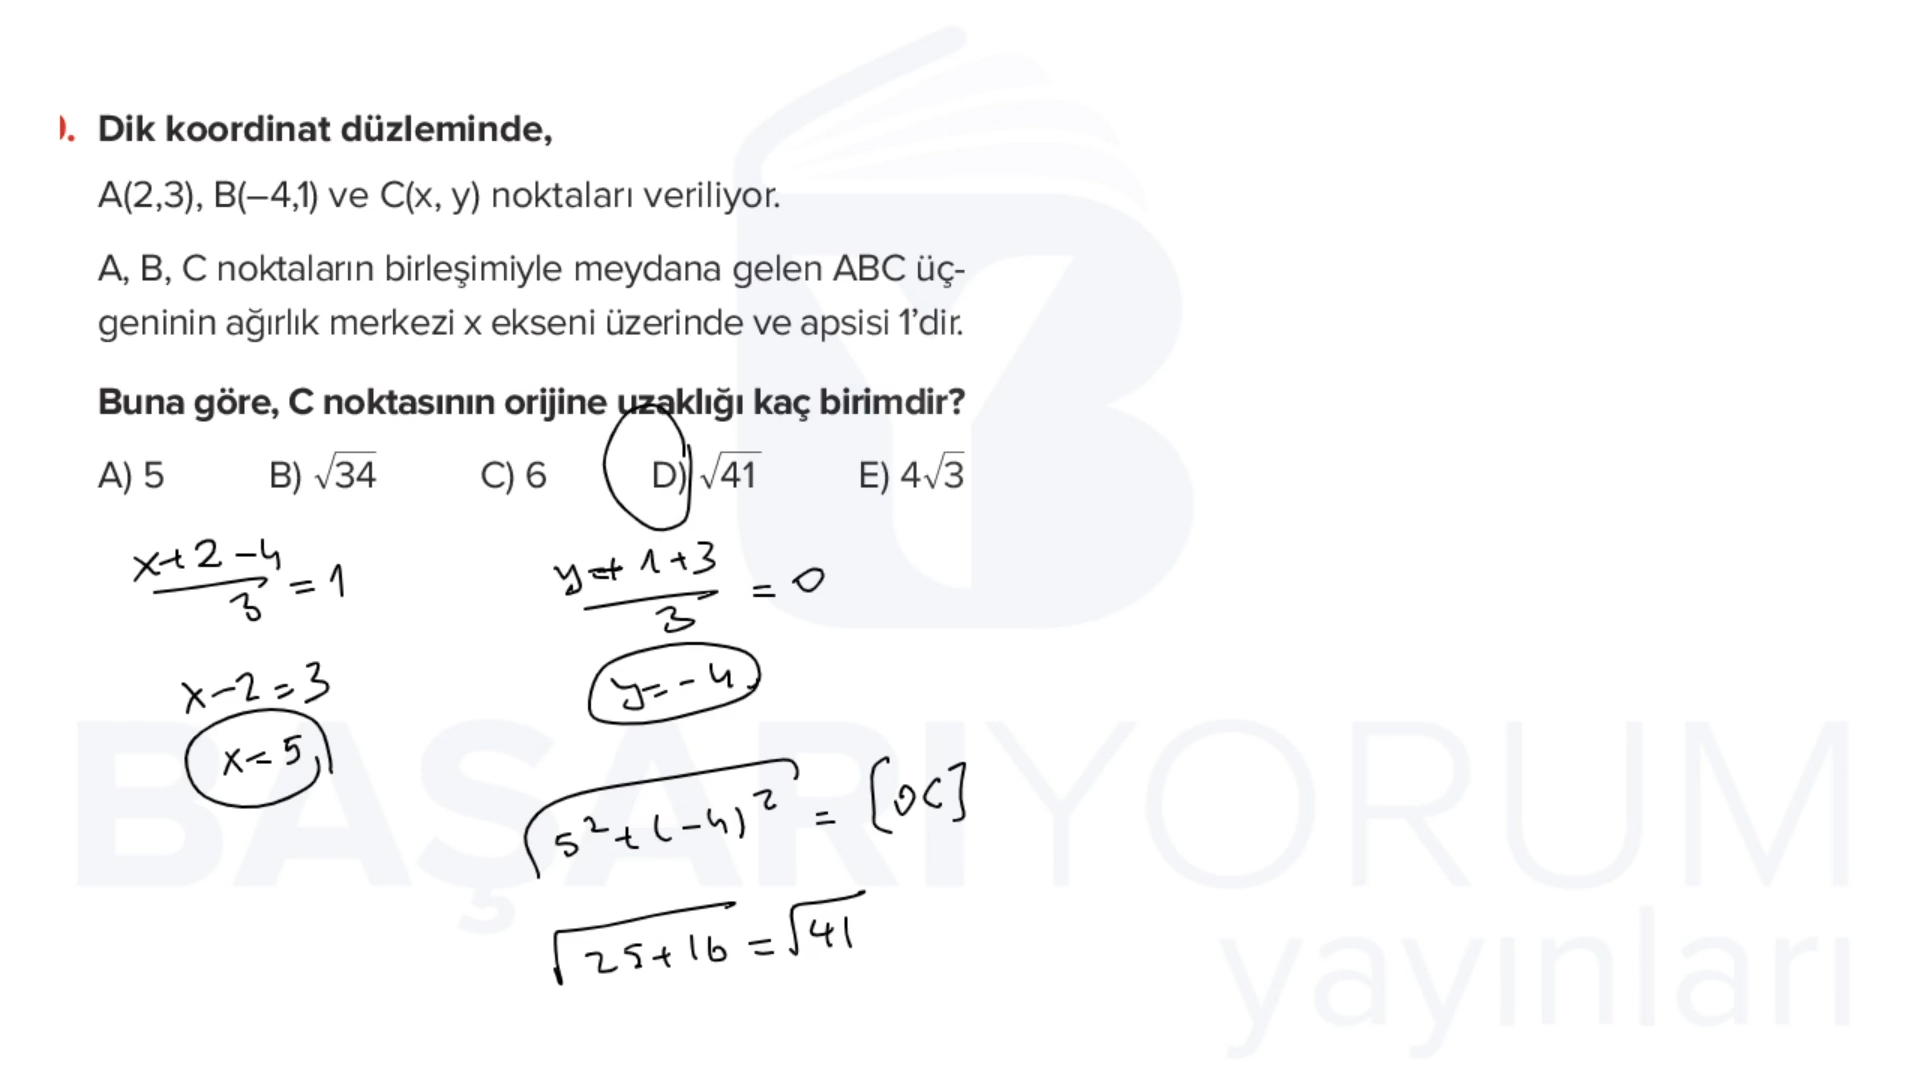 ). Dik koordinat düzleminde,
A(2,3), B(–4,1) ve C(x, y) noktaları veriliyor.
A, B, C noktaların birleşimiyle meydana gelen ABC üç-
geninin ağırlık merkezi x ekseni üzerinde ve apsisi 1’dir.
Buna göre, C noktasının orijine uzaklığı kaç birimdir?
A) 5 B) √34 C) 6 D) √41 E) 4√3
x+2-4/3 = 1
y+1+3/3 = 0
x-2=3
y=-4
x=5
√5²+(-4)² = [OC]
√25+16 = √41
BAŞARIYORUM
yayınları